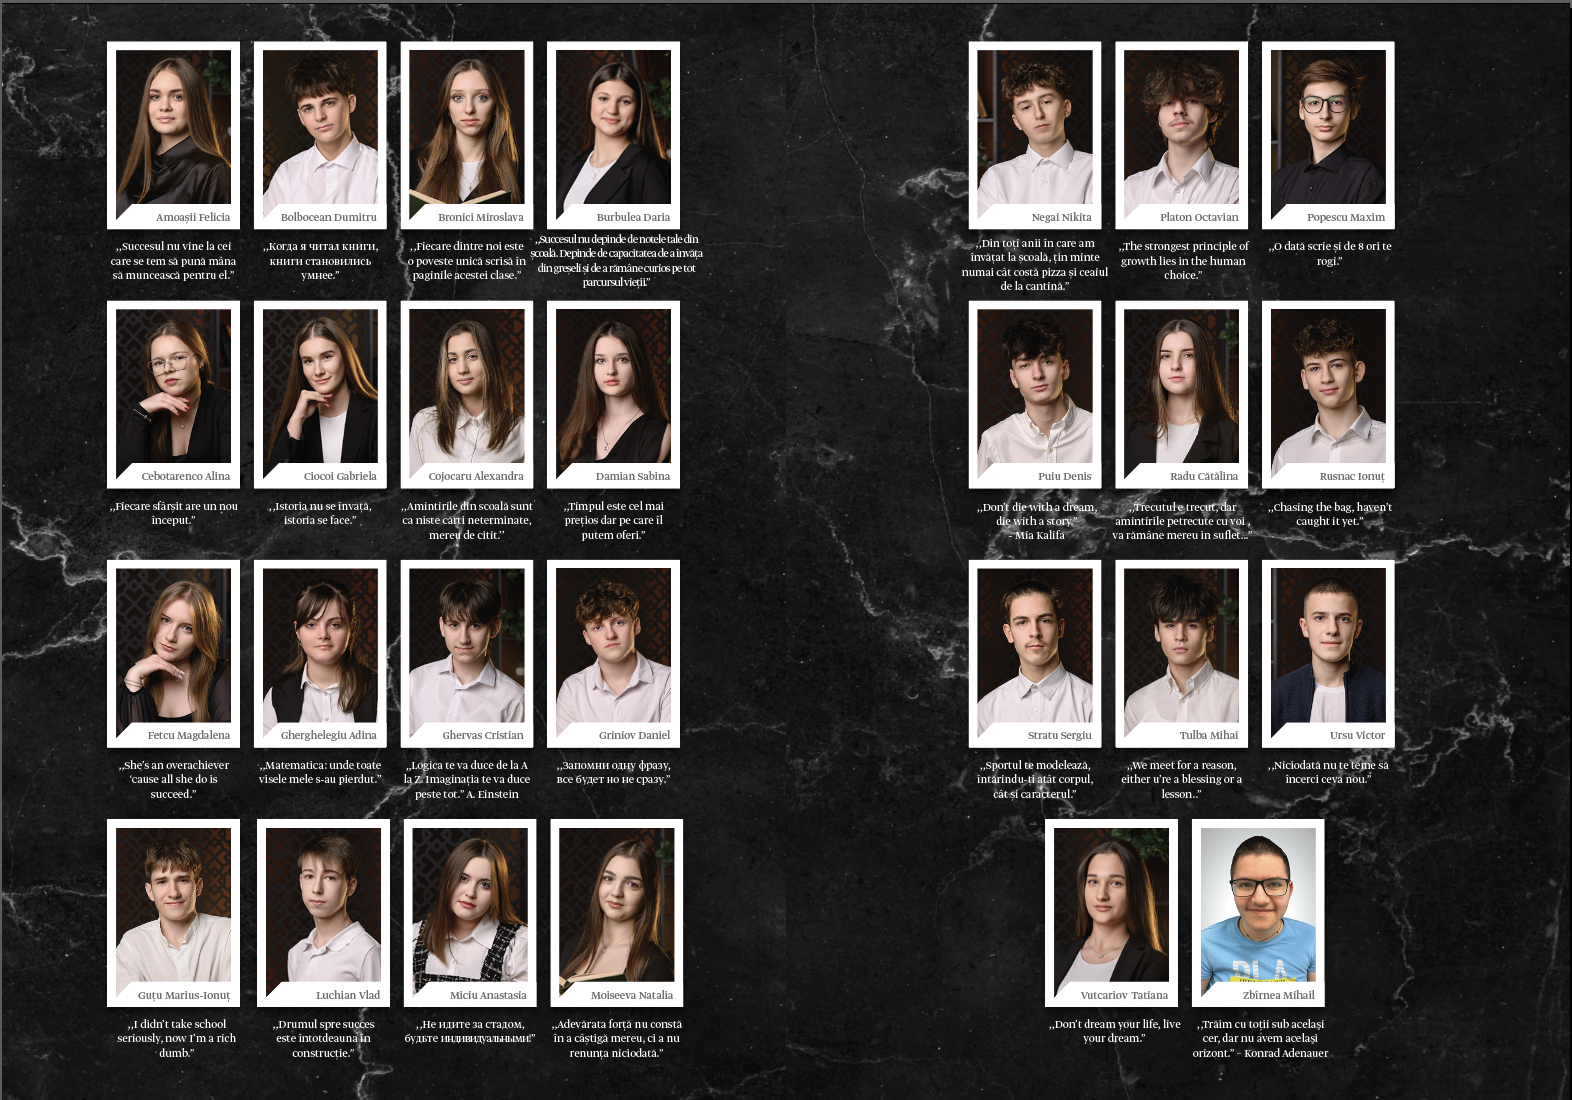 Amoașii Felicia
,,Succesul nu vine la cei
care se tem să pună mâna
să muncească pentru el.”
Bolbocean Dumitru
,,Когда я читал книги,
книги становились
умнее.”
Bronici Miroslava
,,Fiecare dintre noi este
o poveste unică scrisă în
paginile acestei clase.”
Burbulea Daria
,,Succesul nu depinde de notele tale din
școală. Depinde de capacitatea de a învăța
din greșeli și de a rămâne curios pe tot
parcursul vieții.”
Negai Nikita
,,Din toți anii în care am
învățat la școală, țin minte
numai cât costă pizza și ceaiul
de la cantină.”
Platon Octavian
,,The strongest principle of
growth lies in the human
choice.”
Popescu Maxim
,,O dată scrie și de 8 ori te
rogi.”
Cebotarenco Alina
,,Fiecare sfârșit are un nou
început.”
Ciocoi Gabriela
,,Istoria nu se învață,
istoria se face.”
Cojocaru Alexandra
,,Amintirile din scoală sunt
ca niste cărți neterminate,
mereu de citit.’’
Damian Sabina
,,Timpul este cel mai
prețios dar pe care îl
putem oferi.”
Puiu Denis
,,Don’t die with a dream,
die with a story.”
- Mia Kalifa
Radu Cătălina
,,Trecutul e trecut, dar
amintirile petrecute cu voi ,
va rămâne mereu in suflet...”
Rusnac Ionuț
,,Chasing the bag, haven’t
caught it yet.”
Fetcu Magdalena
,,She’s an overachiever
‘cause all she do is
succeed.”
Gherghelegiu Adina
,,Matematica: unde toate
visele mele s-au pierdut.”
Ghervas Cristian
,,Logica te va duce de la A
la Z. Imaginația te va duce
peste tot.” A. Einstein
Griniov Daniel
,,Запомни одну фразу,
все будет но не сразу.”
Stratu Sergiu
,,Sportul te modelează,
întărindu-ti atât corpul,
cât și caracterul.”
Tulba Mihai
,,We meet for a reason,
either u’re a blessing or a
lesson..”
Ursu Victor
,,Niciodată nu te teme să
încerci ceva nou.”
Guțu Marius-Ionuț
,,I didn’t take school
seriously, now I’m a rich
dumb.”
Luchian Vlad
,,Drumul spre succes
este întotdeauna în
construcție.”
Miciu Anastasia
,,Не идите за стадом,
будьте индивидуальными!”
Moiseeva Natalia
,,Adevărata forță nu constă
în a câștigă mereu, ci a nu
renunța niciodată.”
Vutcariov Tatiana
,,Don’t dream your life, live
your dream.”
Zbîrnea Mihail
,,Trăim cu toții sub același
cer, dar nu avem același
orizont.” – Konrad Adenauer